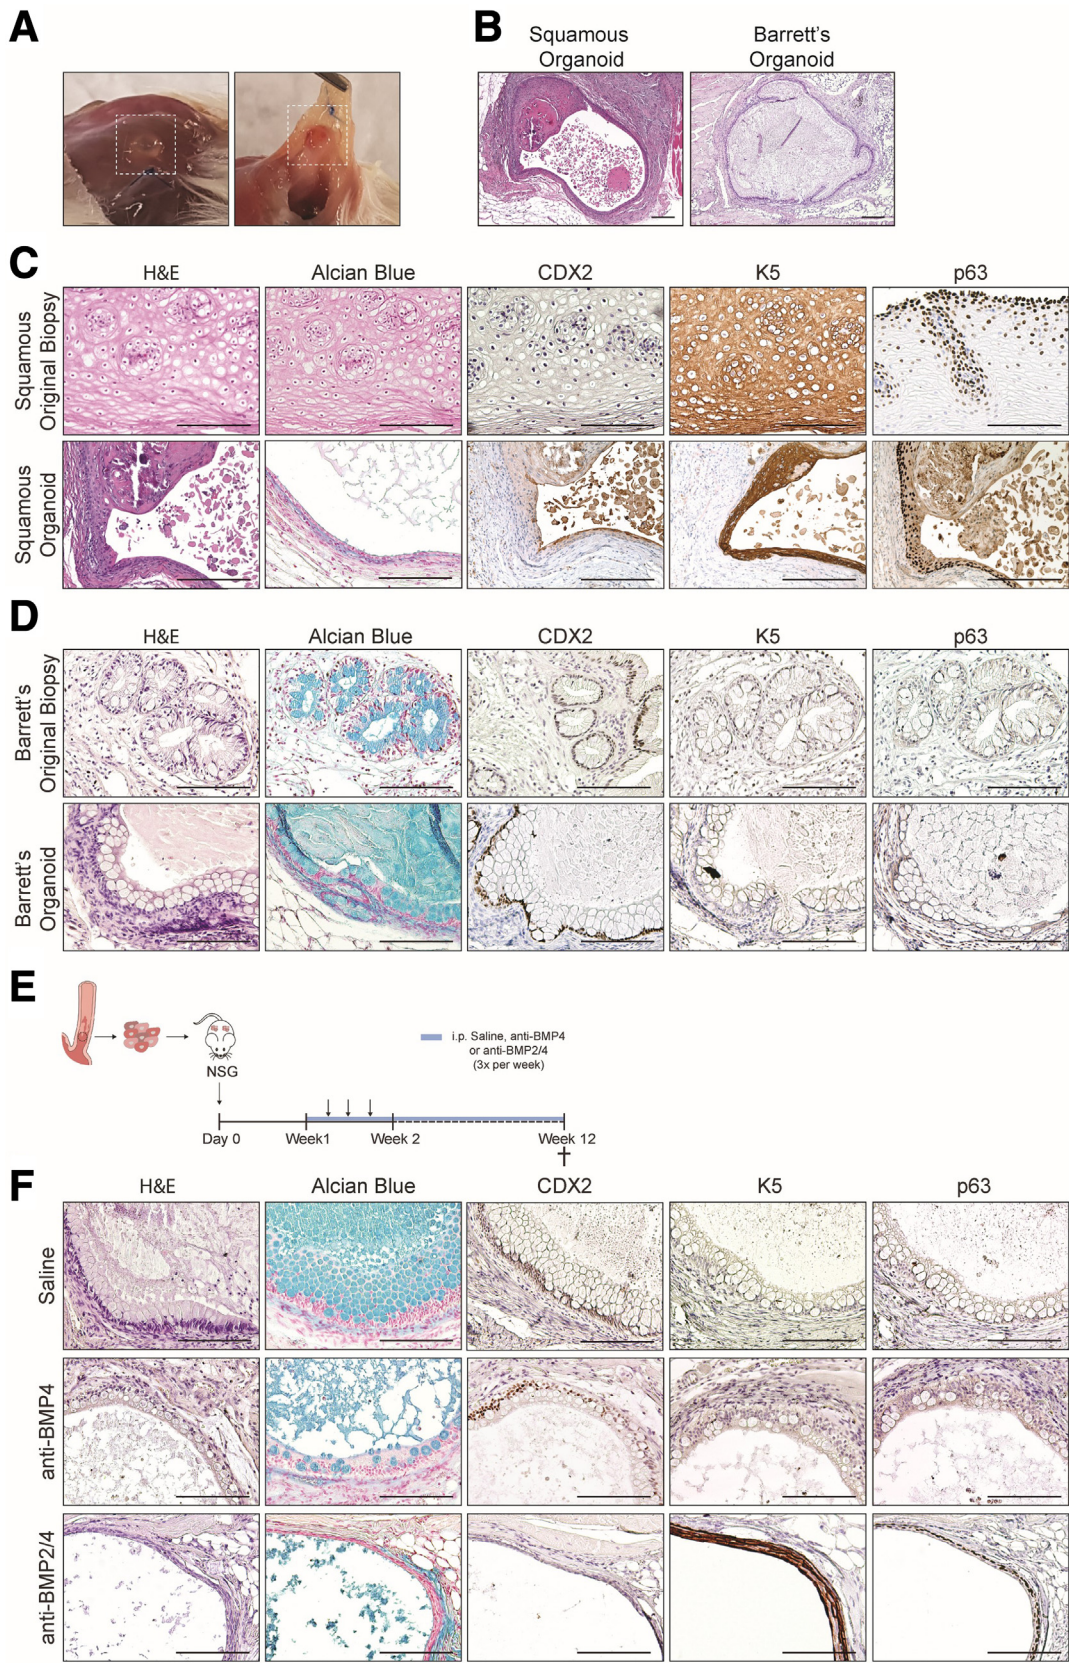 A
B
Squamous
Organoid
Barrett's
Organoid
C
H&E
Alcian Blue
CDX2
K5
p63
Squamous
Original Biopsy
Squamous
Organoid
D
H&E
Alcian Blue
CDX2
K5
p63
Barrett's
Original Biopsy
Barrett's
Organoid
E
NSG
i.p. Saline, anti-BMP4
or anti-BMP2/4
(3x per week)
Day 0
Week1
Week 2
Week 12
F
H&E
Alcian Blue
CDX2
K5
p63
Saline
anti-BMP4
anti-BMP2/4